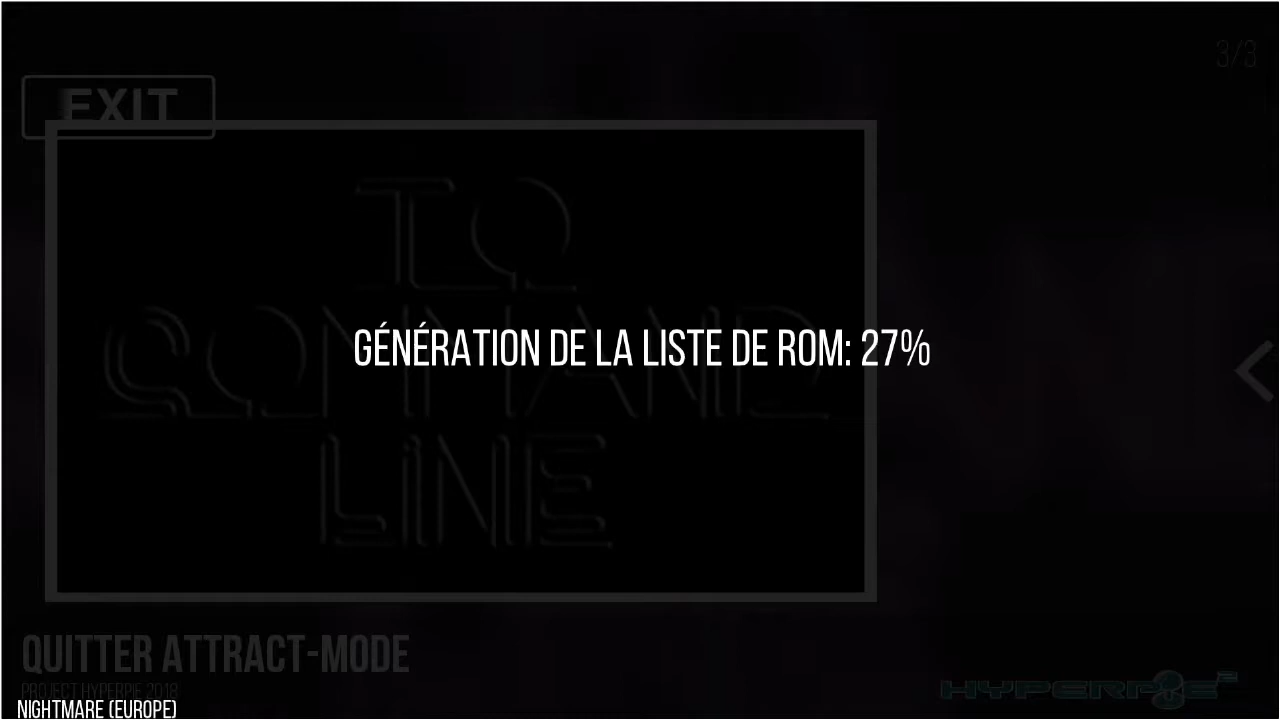 3/3
EXIT
TO
COMMAND
LINE
GÉNÉRATION DE LA LISTE DE ROM: 27%
QUITTER ATTRACT-MODE
PROJECT HYPERPIE 2018
HYPERPIE²
NIGHTMARE (EUROPE)